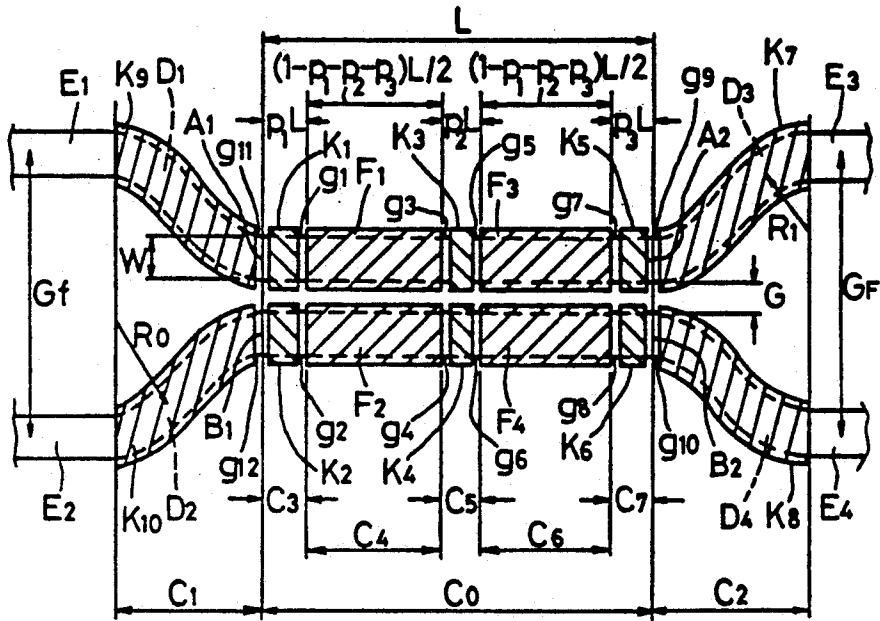 L
(1-p1-p2-p3)L/2 (1-p1-p2-p3)L/2
E1 K9 D1 g9 K7 D3 E3
A1 g11 p1L K1 g1 F1 K3 p2L g5 K5 p3L A2
g3 F3 g7 R1
W Gf G GF
R0
F2 F4 g8
B1 g12 g2 K2 g4 K4 g6 K6 g10 B2
E2 K10 D2 C3 C5 C7 D4 K8 E4
C4 C6
C1 C0 C2